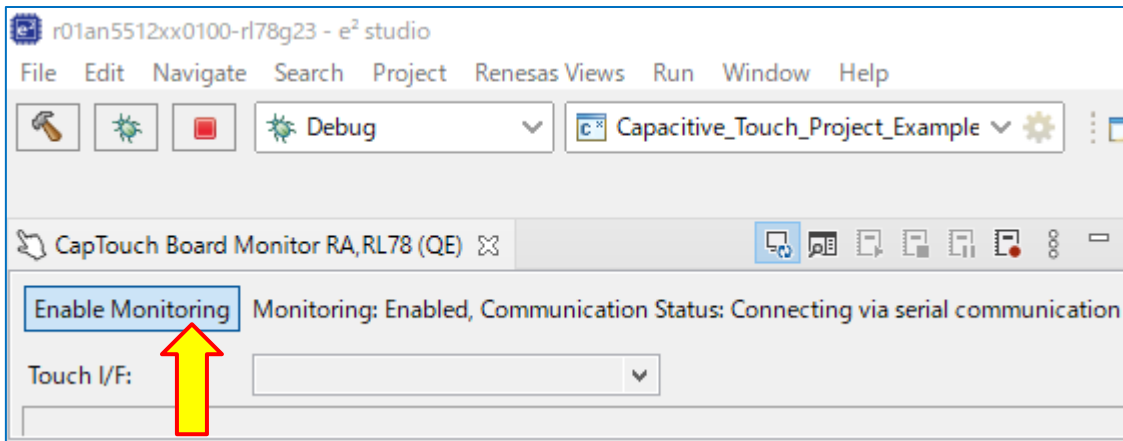 e² r01an5512xx0100-rl78g23 - e² studio
File Edit Navigate Search Project Renesas Views Run Window Help
Debug Capacitive_Touch_Project_Example
CapTouch Board Monitor RA,RL78 (QE)
Enable Monitoring Monitoring: Enabled, Communication Status: Connecting via serial communication
Touch I/F: